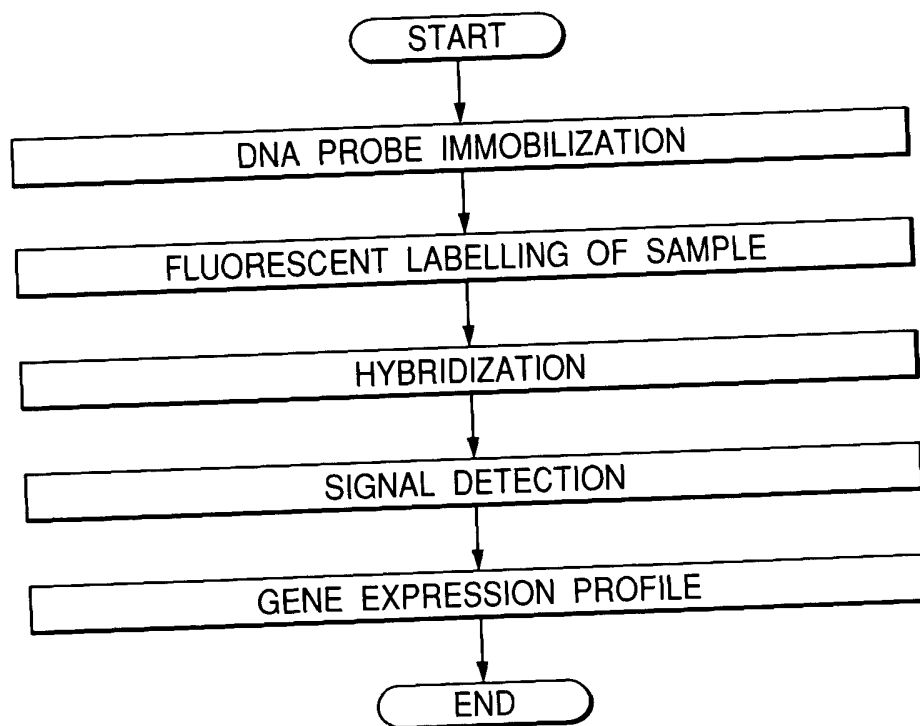 START
DNA PROBE IMMOBILIZATION
FLUORESCENT LABELLING OF SAMPLE
HYBRIDIZATION
SIGNAL DETECTION
GENE EXPRESSION PROFILE
END